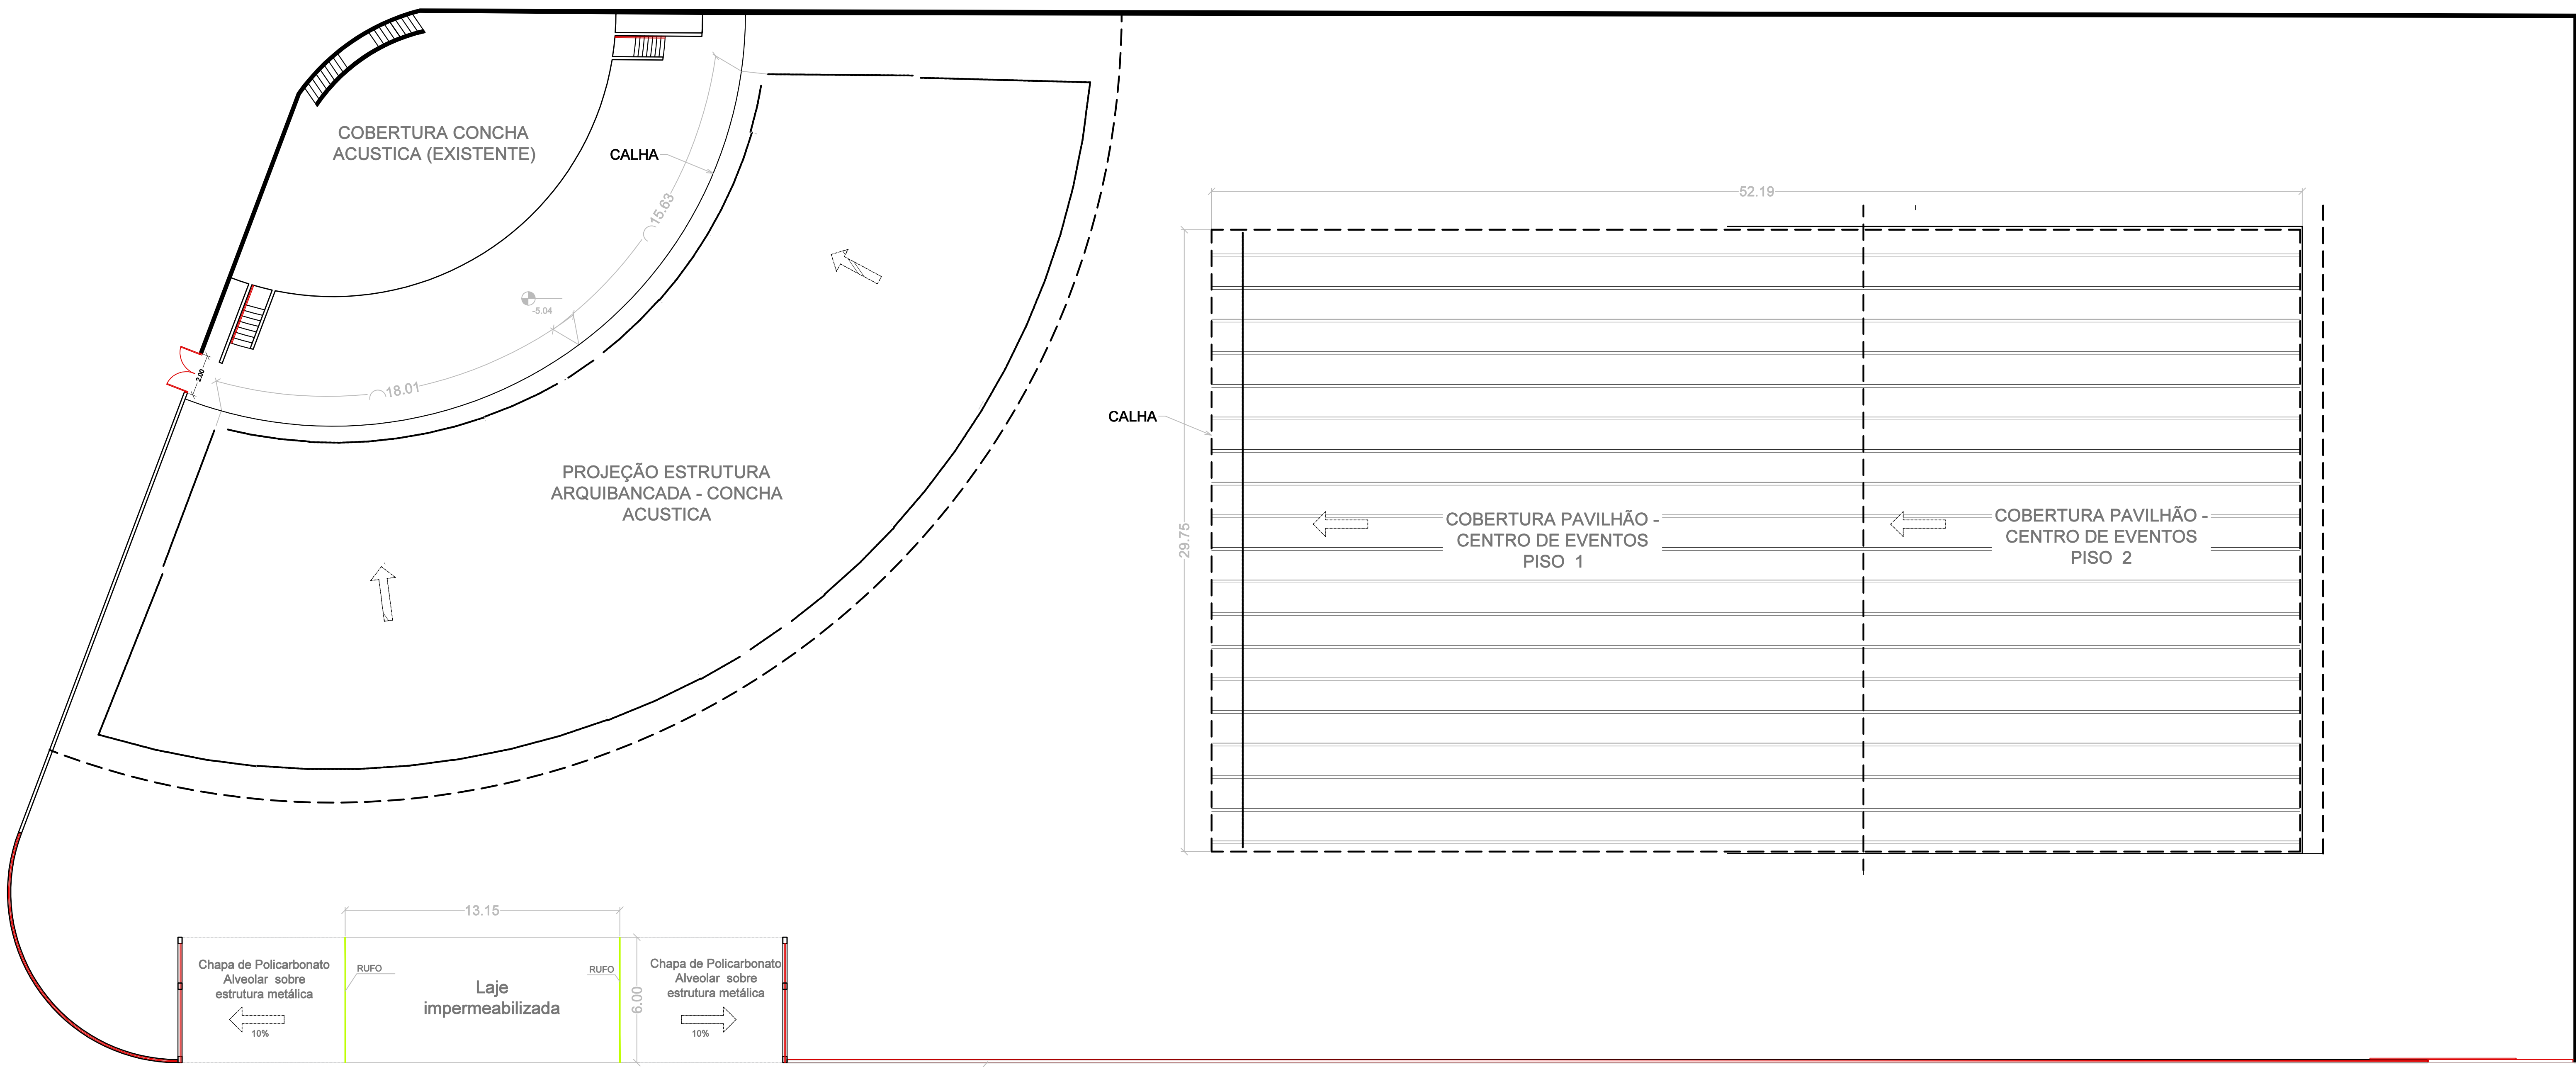 COBERTURA CONCHA
ACUSTICA (EXISTENTE)
CALHA
15.63
-5.04
2.00
18.01
PROJEÇÃO ESTRUTURA
ARQUIBANCADA - CONCHA
ACUSTICA
52.19
29.75
CALHA
COBERTURA PAVILHÃO -
CENTRO DE EVENTOS
PISO 1
COBERTURA PAVILHÃO -
CENTRO DE EVENTOS
PISO 2
13.15
Chapa de Policarbonato
Alveolar sobre
estrutura metálica
10%
RUFO
Laje
impermeabilizada
RUFO
6.00
Chapa de Policarbonato
Alveolar sobre
estrutura metálica
10%